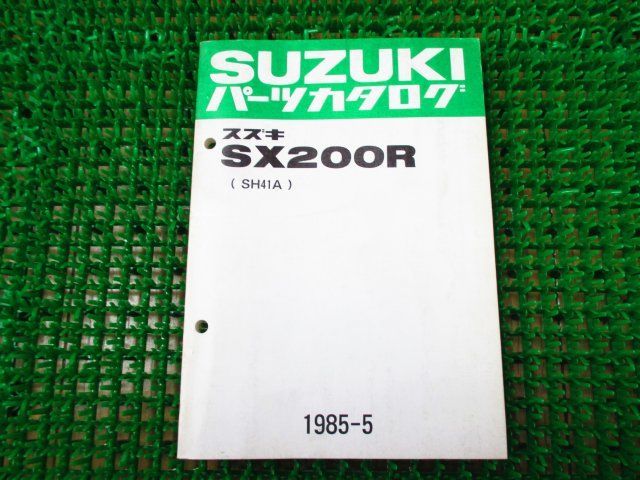 SUZUKI
パーツカタログ
スズキ
SX200R
( SH41A )
1985-5